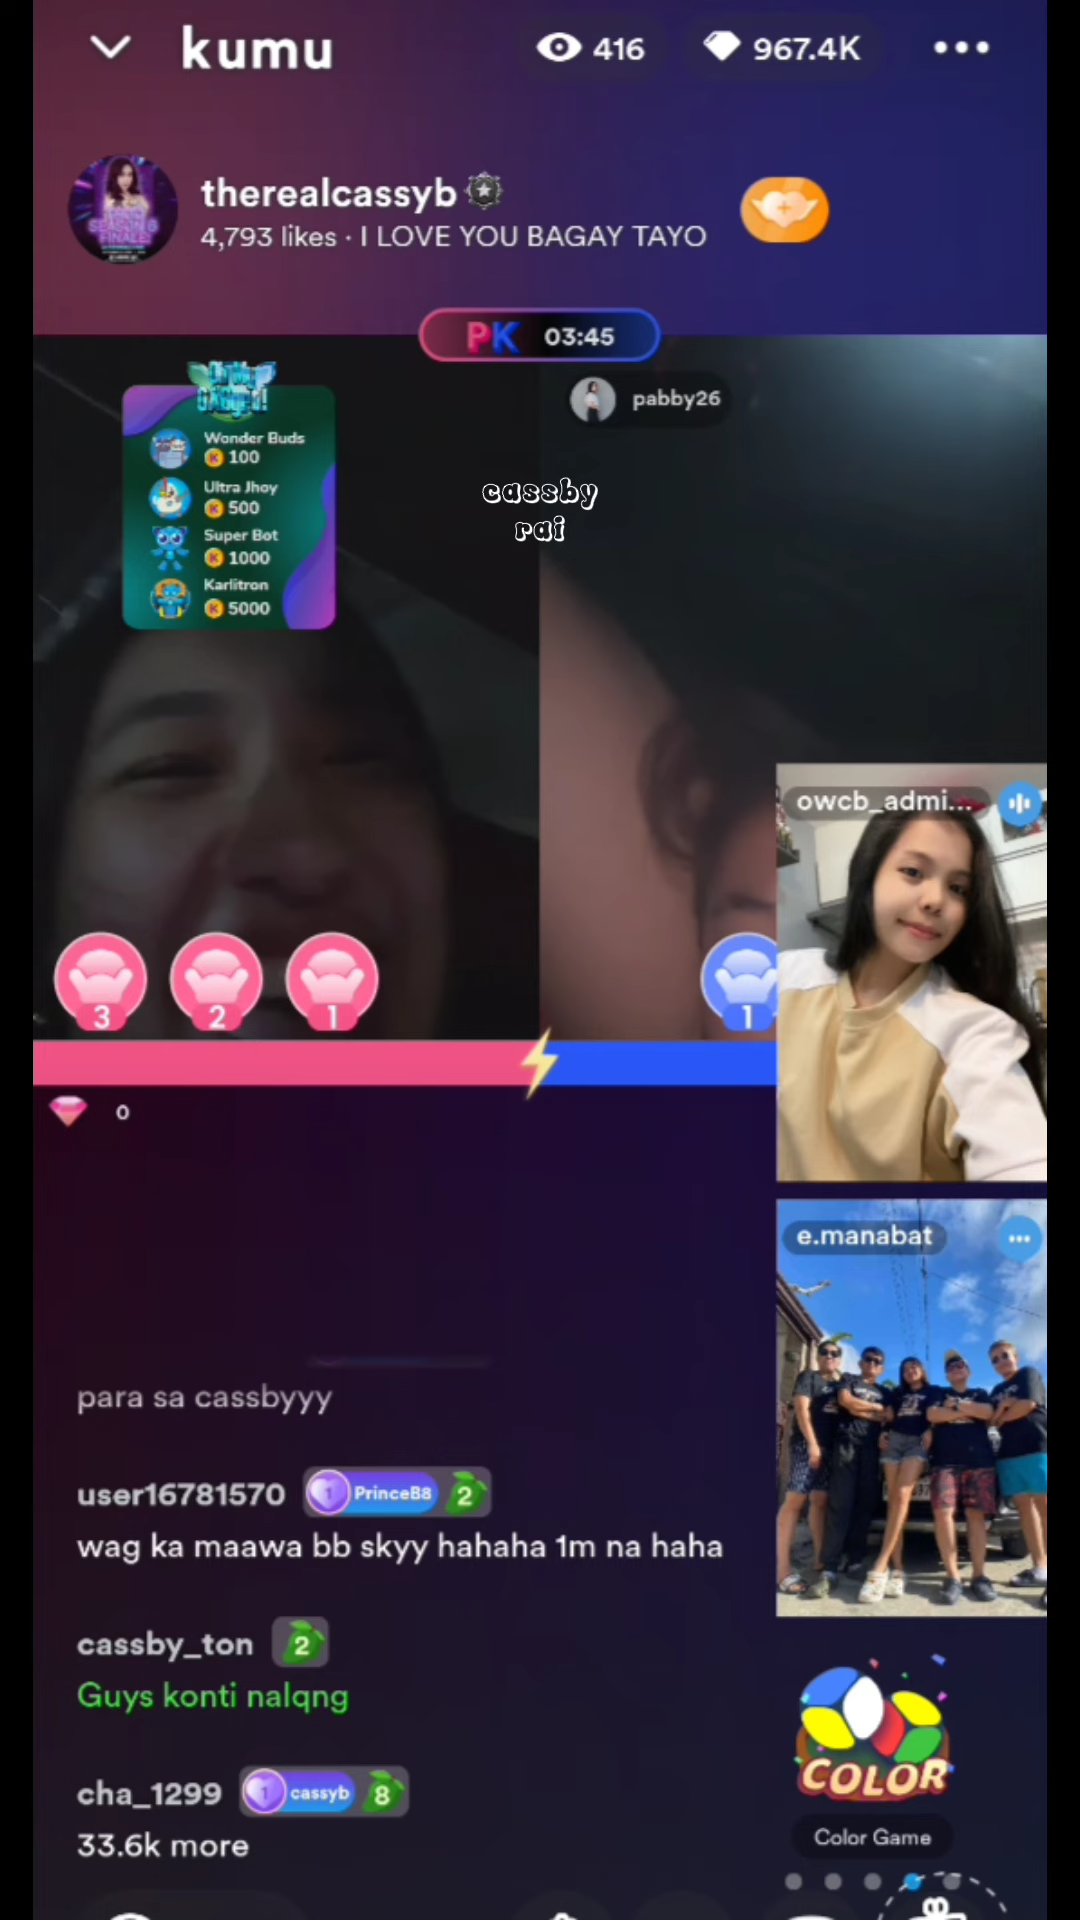 kumu
416
967.4K
therealcassyb
4,793 likes · I LOVE YOU BAGAY TAYO
PK 03:45
pabby26
Wonder Buds
100
Ultra Jhoy
500
Super Bot
1000
Karlitron
5000
cassby
rai
owcb_admi...
3
2
1
1
0
e.manabat
para sa cassbyyy
user16781570 1 PrinceB8 2
wag ka maawa bb skyy hahaha 1m na haha
cassby_ton 2
Guys konti nalqng
cha_1299 1 cassyb 8
33.6k more
COLOR
Color Game